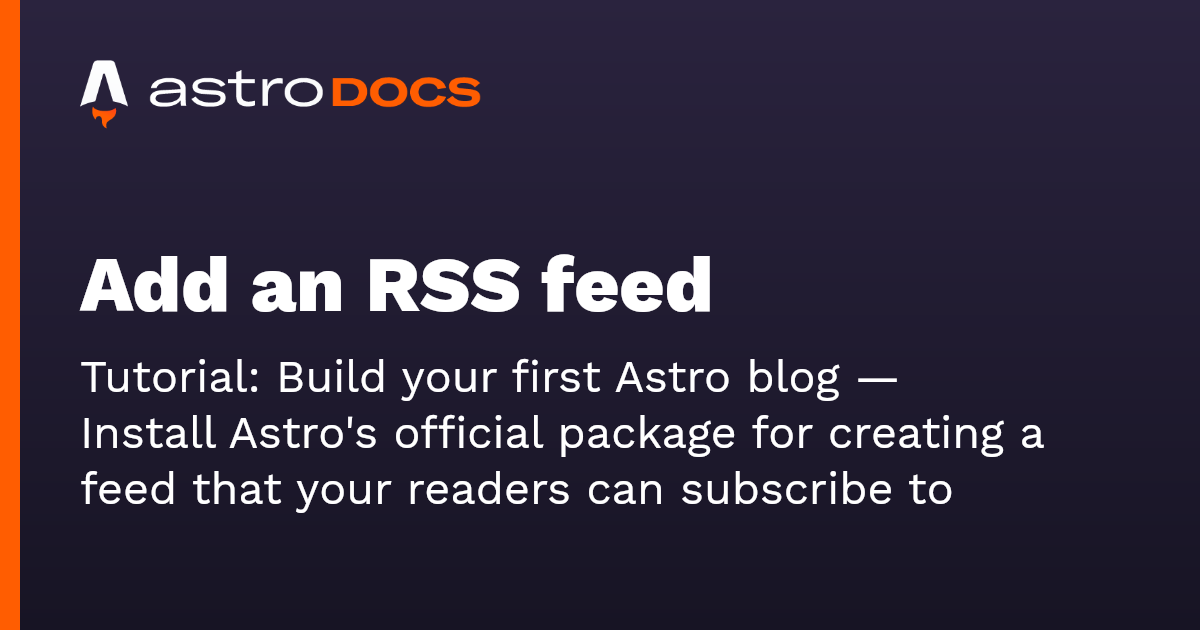 astro DOCS
Add an RSS feed
Tutorial: Build your first Astro blog —
Install Astro's official package for creating a
feed that your readers can subscribe to